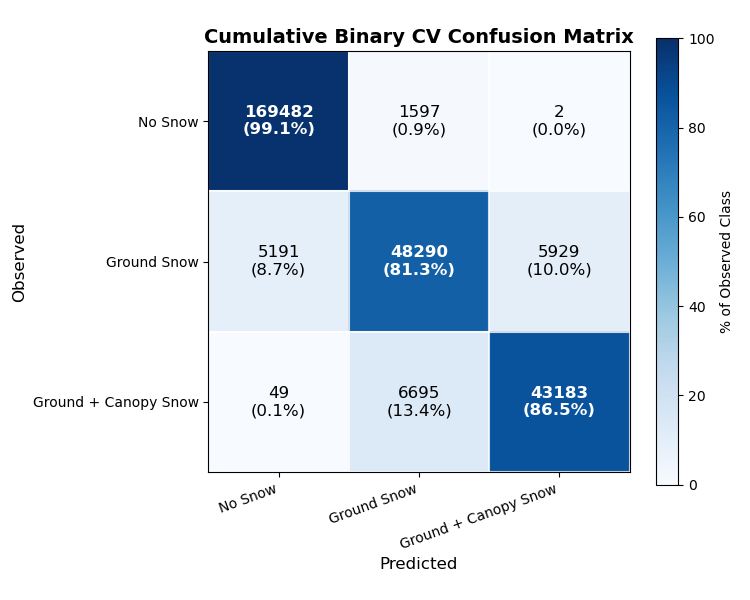 Cumulative Binary CV Confusion Matrix
No Snow
169482
(99.1%)
1597
(0.9%)
2
(0.0%)
Ground Snow
5191
(8.7%)
48290
(81.3%)
5929
(10.0%)
Ground + Canopy Snow
49
(0.1%)
6695
(13.4%)
43183
(86.5%)
No Snow
Ground Snow
Ground + Canopy Snow
Predicted
Observed
100
80
60
40
20
0
% of Observed Class